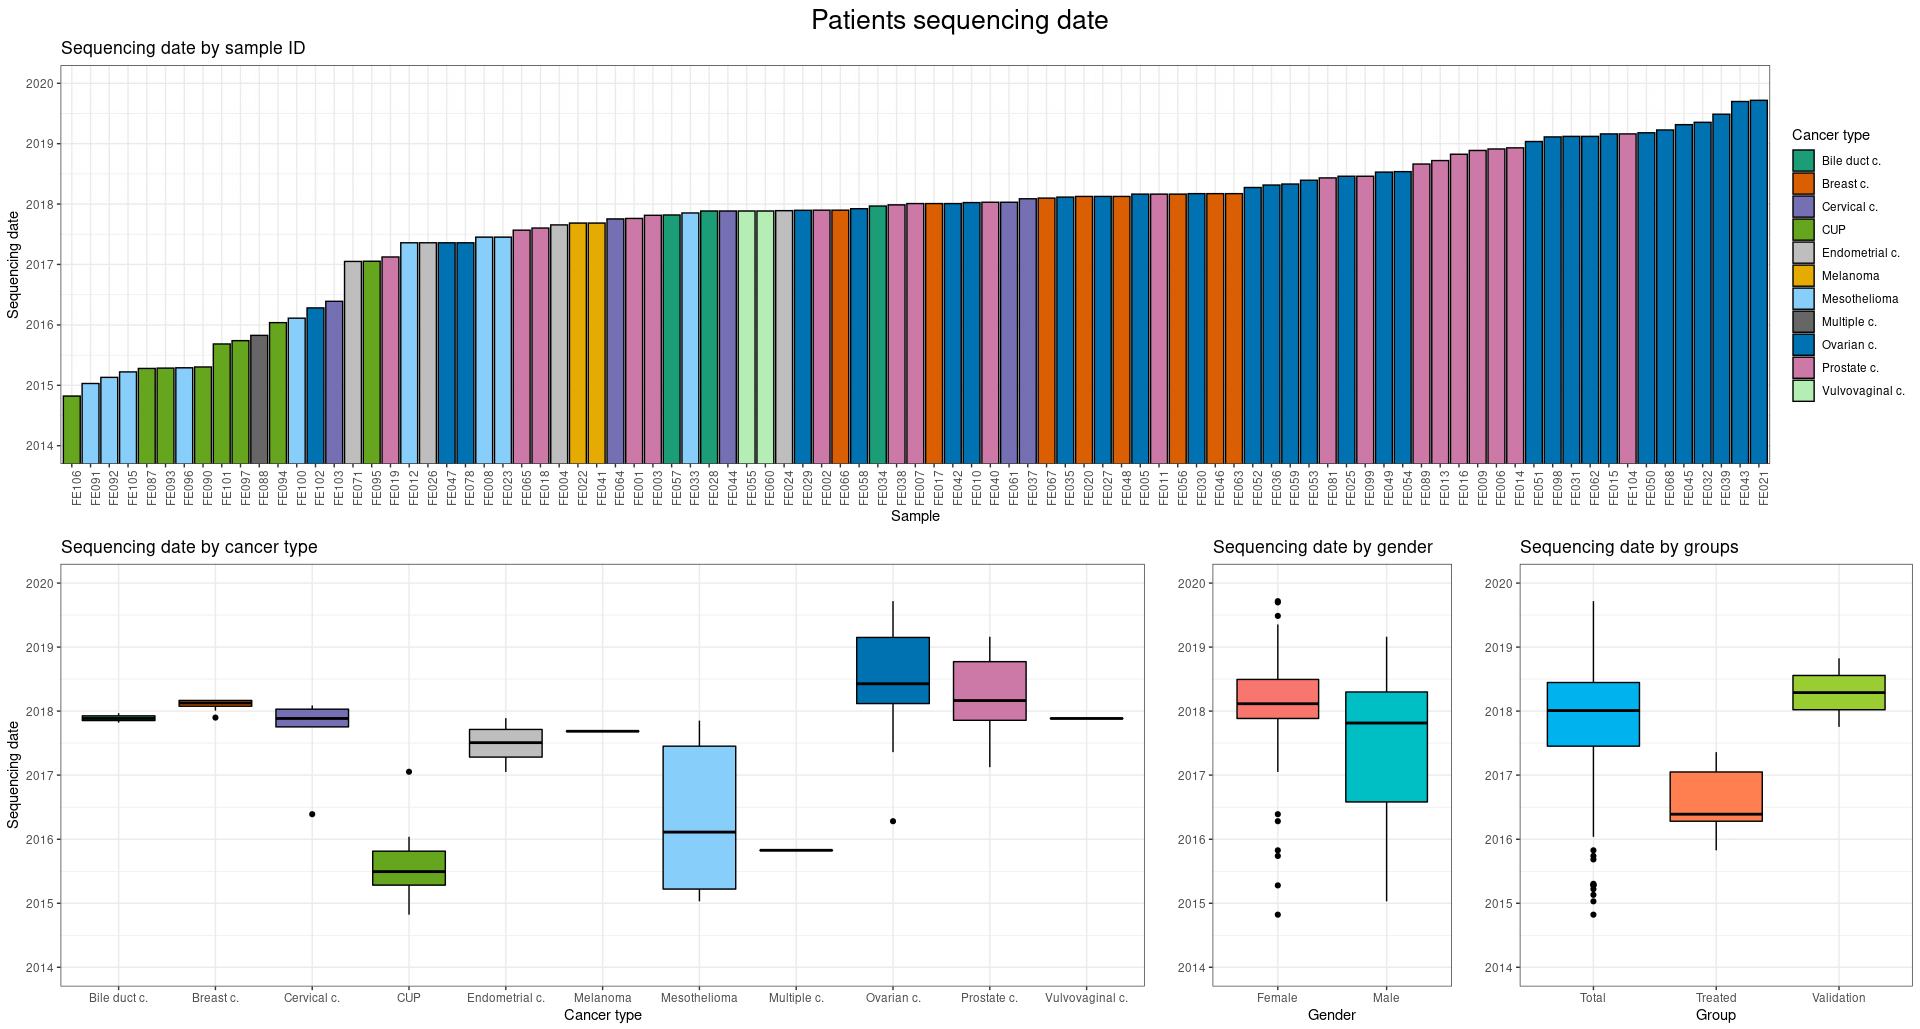 Patients sequencing date
Sequencing date by sample ID
Sequencing date
2020
2019
2018
2017
2016
2015
2014
FE106 FE091 FE092 FE105 FE087 FE093 FE096 FE090 FE101 FE097 FE088 FE094 FE100 FE102 FE103 FE071 FE095 FE019 FE012 FE026 FE047 FE078 FE008 FE023 FE065 FE018 FE004 FE022 FE041 FE064 FE001 FE003 FE057 FE033 FE028 FE044 FE055 FE060 FE024 FE029 FE002 FE066 FE058 FE034 FE038 FE007 FE017 FE042 FE010 FE040 FE061 FE037 FE067 FE035 FE020 FE027 FE048 FE005 FE011 FE056 FE030 FE046 FE063 FE052 FE036 FE059 FE053 FE081 FE025 FE099 FE049 FE054 FE089 FE013 FE016 FE009 FE006 FE014 FE051 FE098 FE031 FE062 FE015 FE104 FE050 FE068 FE045 FE032 FE039 FE043 FE021
Sample
Cancer type
Bile duct c.
Breast c.
Cervical c.
CUP
Endometrial c.
Melanoma
Mesothelioma
Multiple c.
Ovarian c.
Prostate c.
Vulvovaginal c.
Sequencing date by cancer type
Sequencing date
2020
2019
2018
2017
2016
2015
2014
Bile duct c. Breast c. Cervical c. CUP Endometrial c. Melanoma Mesothelioma Multiple c. Ovarian c. Prostate c. Vulvovaginal c.
Cancer type
Sequencing date by gender
2020
2019
2018
2017
2016
2015
2014
Female Male
Gender
Sequencing date by groups
2020
2019
2018
2017
2016
2015
2014
Total Treated Validation
Group